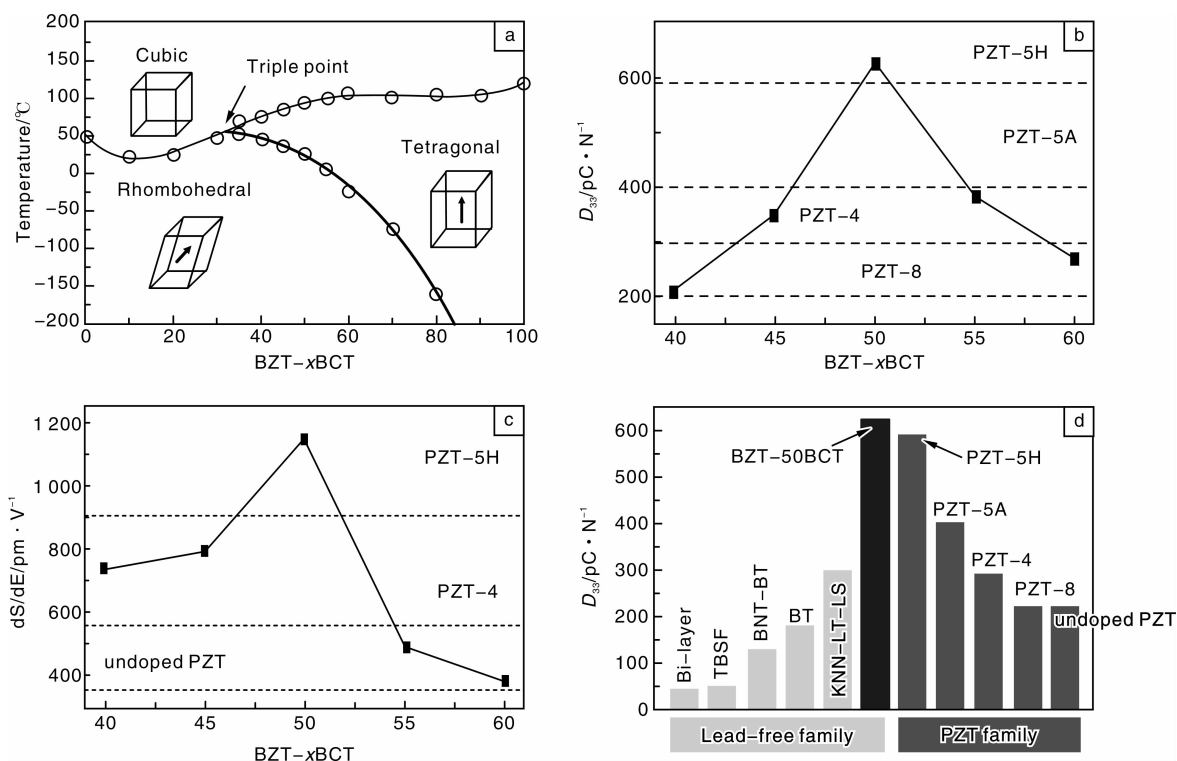 a
200
150
100
50
0
−50
−100
−150
−200
Temperature/℃
Cubic
Triple point
Tetragonal
Rhombohedral
0
20
40
60
80
100
BZT−xBCT
b
600
400
200
D₃₃/pC・N⁻¹
PZT−5H
PZT−5A
PZT−4
PZT−8
40
45
50
55
60
BZT−xBCT
c
1 200
1 000
800
600
400
dS/dE/pm・V⁻¹
PZT−5H
PZT−4
undoped PZT
40
45
50
55
60
BZT−xBCT
d
600
500
400
300
200
100
0
D₃₃/pC・N⁻¹
BZT−50BCT
PZT−5H
PZT−5A
PZT−4
PZT−8
undoped PZT
Bi−layer
TBSF
BNT−BT
BT
KNN−LT−LS
Lead−free family
PZT family